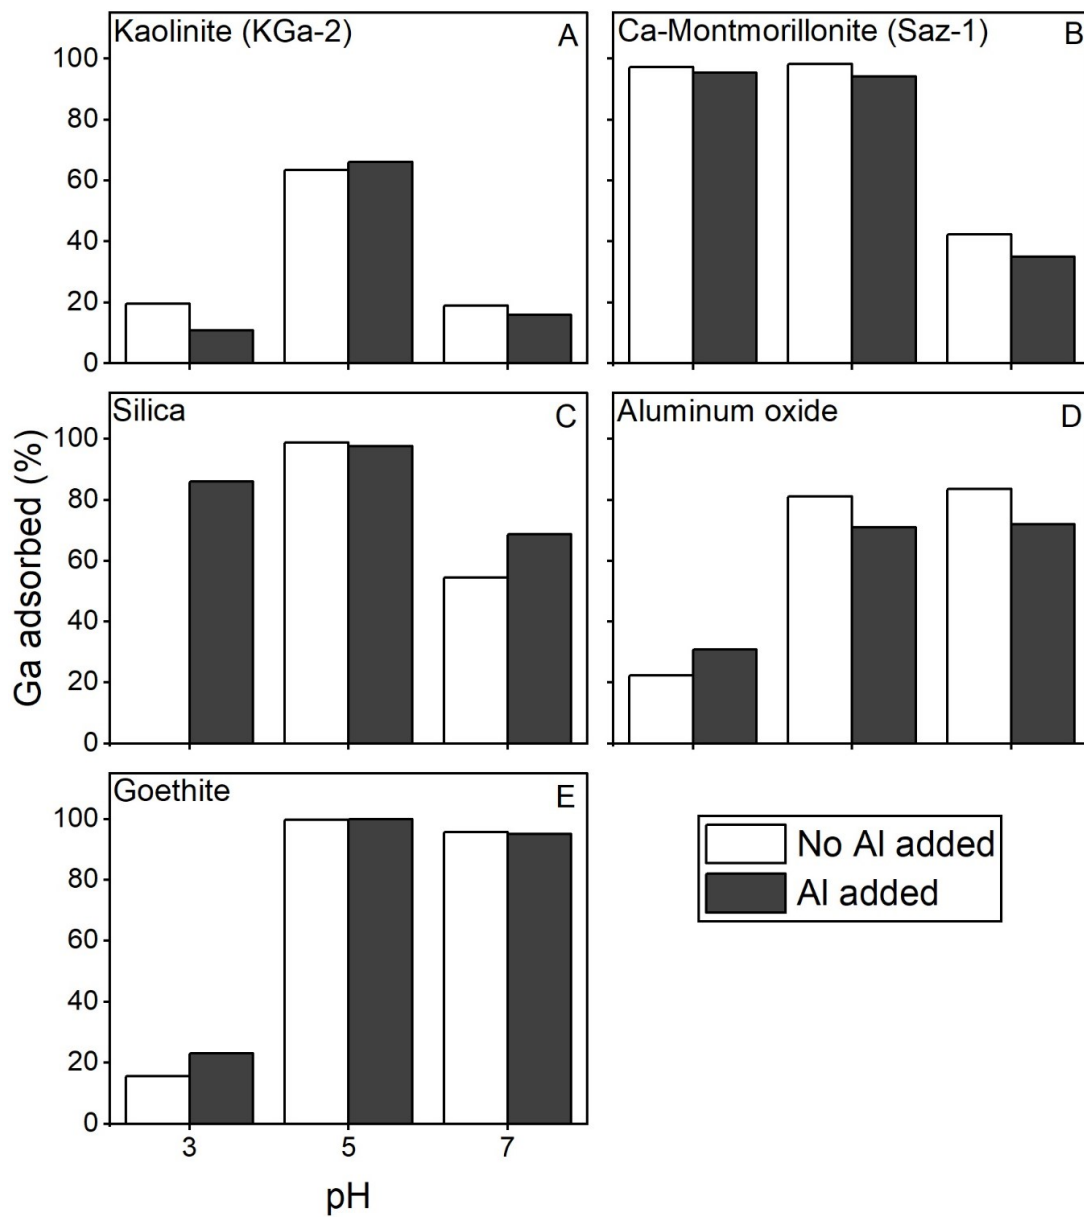 Kaolinite (KGa-2) A
Ca-Montmorillonite (Saz-1) B
100
80
60
40
20
0
Silica C
Aluminum oxide D
100
80
60
40
20
0
Ga adsorbed (%)
Goethite E
100
80
60
40
20
0
3 5 7
pH
No Al added
Al added